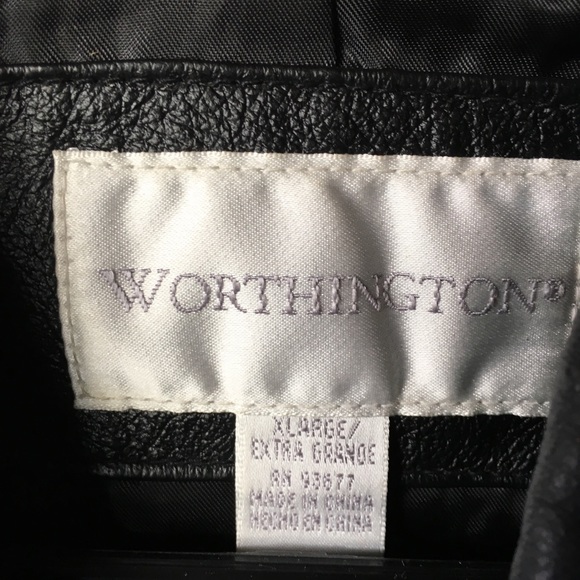 WORTHINGTON®
XLARGE/
EXTRA GRANDE
RN 93677
MADE IN CHINA
HECHO EN CHINA